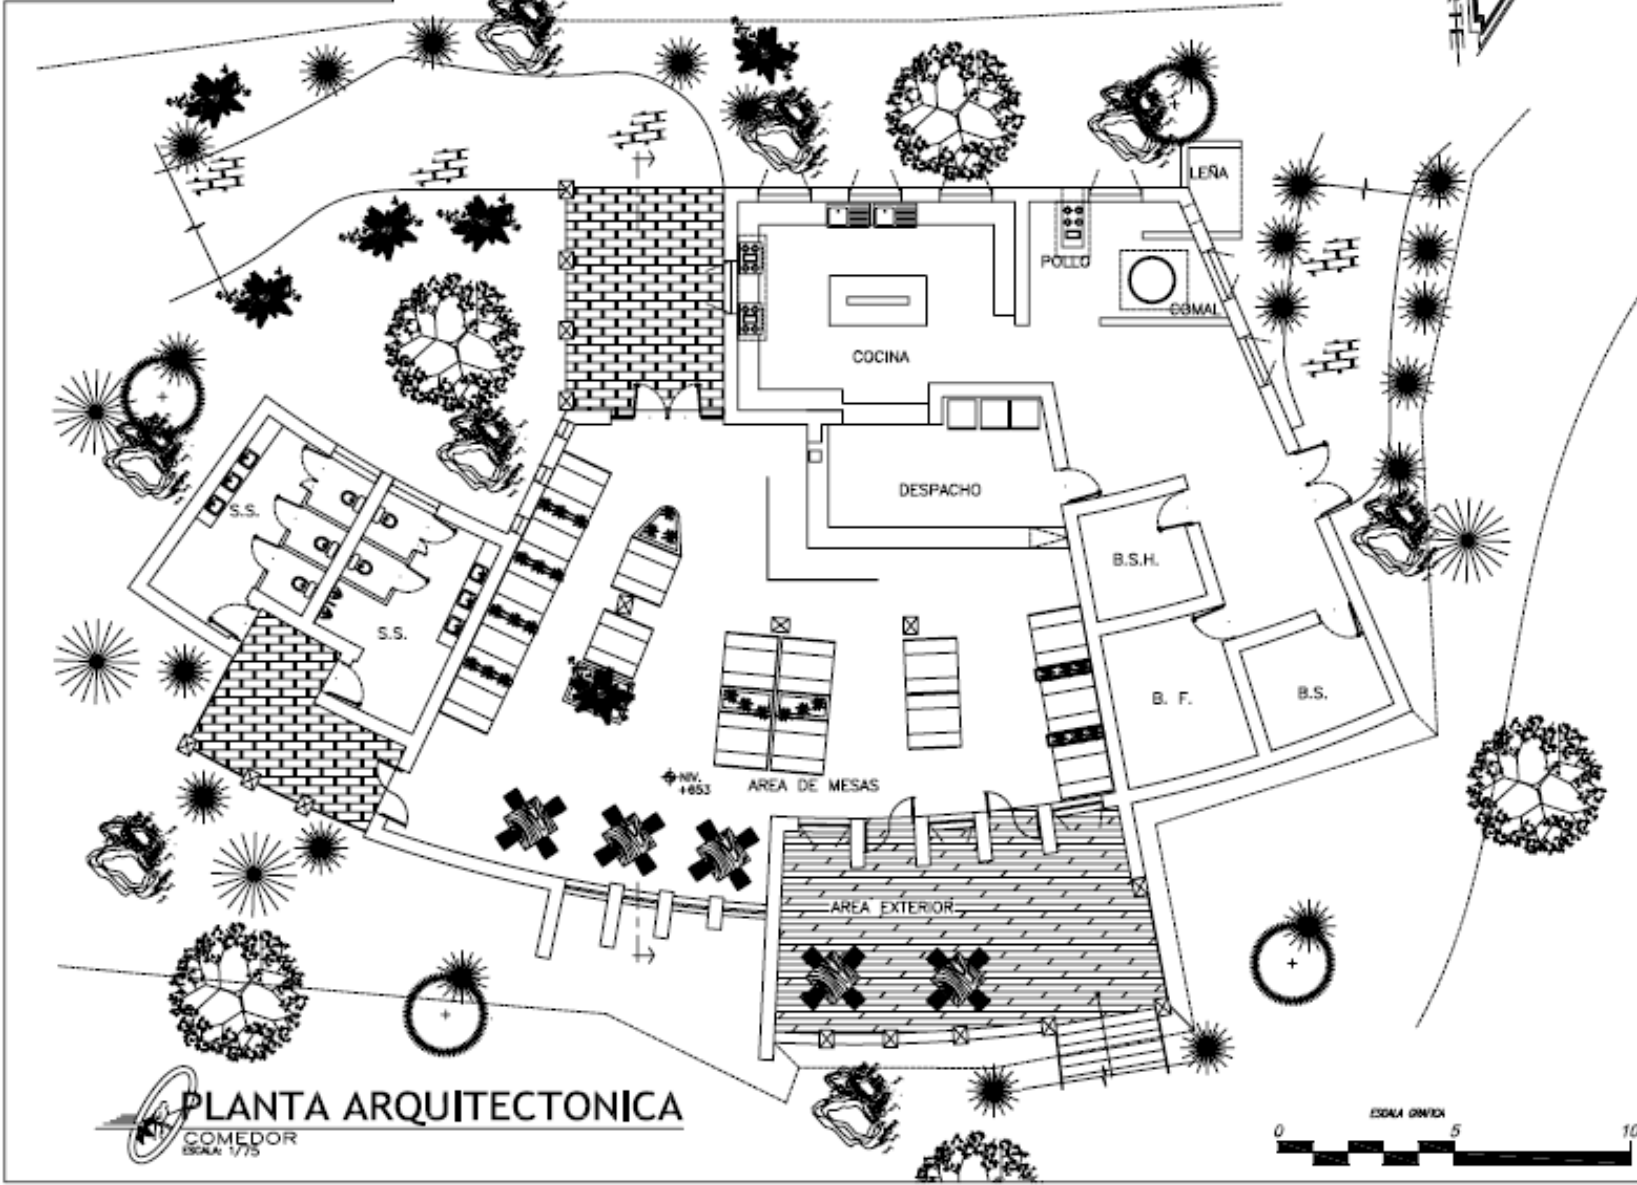 LEÑA
POLLO
COMAL
COCINA
DESPACHO
S.S.
B.S.H.
S.S.
B. F.
B.S.
NIV.
+653
AREA DE MESAS
AREA EXTERIOR
PLANTA ARQUITECTONICA
COMEDOR
ESCALA: 1/75
ESCALA GRAFICA
0 5 10